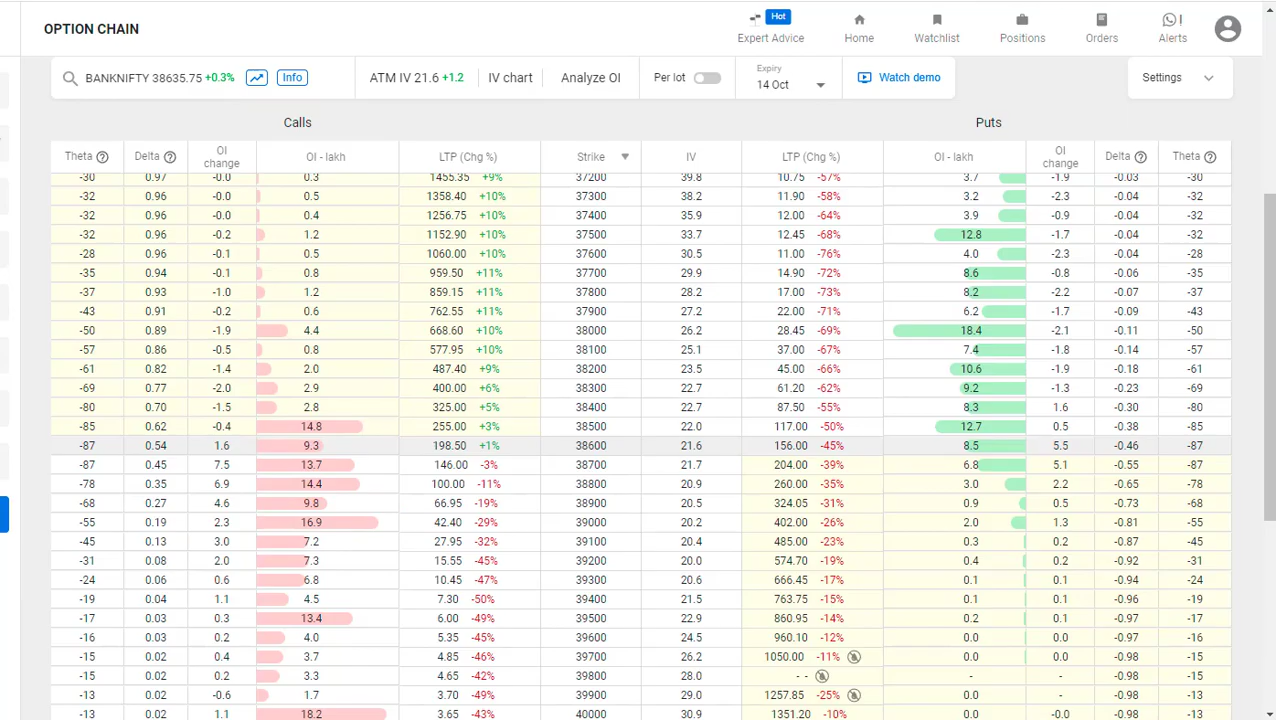 Hot
OPTION CHAIN
Expert Advice Home Watchlist Positions Orders Alerts
BANKNIFTY 38635.75 +0.3% Info ATM IV 21.6 +1.2 IV chart Analyze OI Per lot Expiry 14 Oct Watch demo Settings
Calls Puts
Theta Delta OI change OI - lakh LTP (Chg %) Strike IV LTP (Chg %) OI - lakh OI change Delta Theta
-30 0.97 -0.0 0.3 1455.35 +9% 37200 39.8 10.75 -57% 3.7 -1.9 -0.03 -30
-32 0.96 -0.0 0.5 1358.40 +10% 37300 38.2 11.90 -58% 3.2 -2.3 -0.04 -32
-32 0.96 -0.0 0.4 1256.75 +10% 37400 35.9 12.00 -64% 3.9 -0.9 -0.04 -32
-32 0.96 -0.2 1.2 1152.90 +10% 37500 33.7 12.45 -68% 12.8 -1.7 -0.04 -32
-28 0.96 -0.1 0.5 1060.00 +10% 37600 30.5 11.00 -76% 4.0 -2.3 -0.04 -28
-35 0.94 -0.1 0.8 959.50 +11% 37700 29.9 14.90 -72% 8.6 -0.8 -0.06 -35
-37 0.93 -1.0 1.2 859.15 +11% 37800 28.2 17.00 -73% 8.2 -2.2 -0.07 -37
-43 0.91 -0.2 0.6 762.55 +11% 37900 27.2 22.00 -71% 6.2 -1.7 -0.09 -43
-50 0.89 -1.9 4.4 668.60 +10% 38000 26.2 28.45 -69% 18.4 -2.1 -0.11 -50
-57 0.86 -0.5 0.8 577.95 +10% 38100 25.1 37.00 -67% 7.4 -1.8 -0.14 -57
-61 0.82 -1.4 2.0 487.40 +9% 38200 23.5 45.00 -66% 10.6 -1.9 -0.18 -61
-69 0.77 -2.0 2.9 400.00 +6% 38300 22.7 61.20 -62% 9.2 -1.3 -0.23 -69
-80 0.70 -1.5 2.8 325.00 +5% 38400 22.7 87.50 -55% 8.3 1.6 -0.30 -80
-85 0.62 -0.4 14.8 255.00 +3% 38500 22.0 117.00 -50% 12.7 0.5 -0.38 -85
-87 0.54 1.6 9.3 198.50 +1% 38600 21.6 156.00 -45% 8.5 5.5 -0.46 -87
-87 0.45 7.5 13.7 146.00 -3% 38700 21.7 204.00 -39% 6.8 5.1 -0.55 -87
-78 0.35 6.9 14.4 100.00 -11% 38800 20.9 260.00 -35% 3.0 2.2 -0.65 -78
-68 0.27 4.6 9.8 66.95 -19% 38900 20.5 324.05 -31% 0.9 0.5 -0.73 -68
-55 0.19 2.3 16.9 42.40 -29% 39000 20.2 402.00 -26% 2.0 1.3 -0.81 -55
-45 0.13 3.0 7.2 27.95 -32% 39100 20.4 485.00 -23% 0.3 0.2 -0.87 -45
-31 0.08 2.0 7.3 15.55 -45% 39200 20.0 574.70 -19% 0.4 0.2 -0.92 -31
-24 0.06 0.6 6.8 10.45 -47% 39300 20.6 666.45 -17% 0.1 0.1 -0.94 -24
-19 0.04 1.1 4.5 7.30 -50% 39400 21.5 763.75 -15% 0.1 0.1 -0.96 -19
-17 0.03 0.3 13.4 6.00 -49% 39500 22.9 860.95 -14% 0.2 0.1 -0.97 -17
-16 0.03 0.2 4.0 5.35 -45% 39600 24.5 960.10 -12% 0.0 0.0 -0.97 -16
-15 0.02 0.4 3.7 4.85 -46% 39700 26.2 1050.00 -11% 0.0 0.0 -0.98 -15
-15 0.02 0.2 3.3 4.65 -42% 39800 28.0 - - - - -0.98 -15
-13 0.02 -0.6 1.7 3.70 -49% 39900 29.0 1257.85 -25% 0.0 - -0.98 -13
-13 0.02 1.1 18.2 3.65 -43% 40000 30.9 1351.20 -10% 0.0 -0.0 -0.98 -13